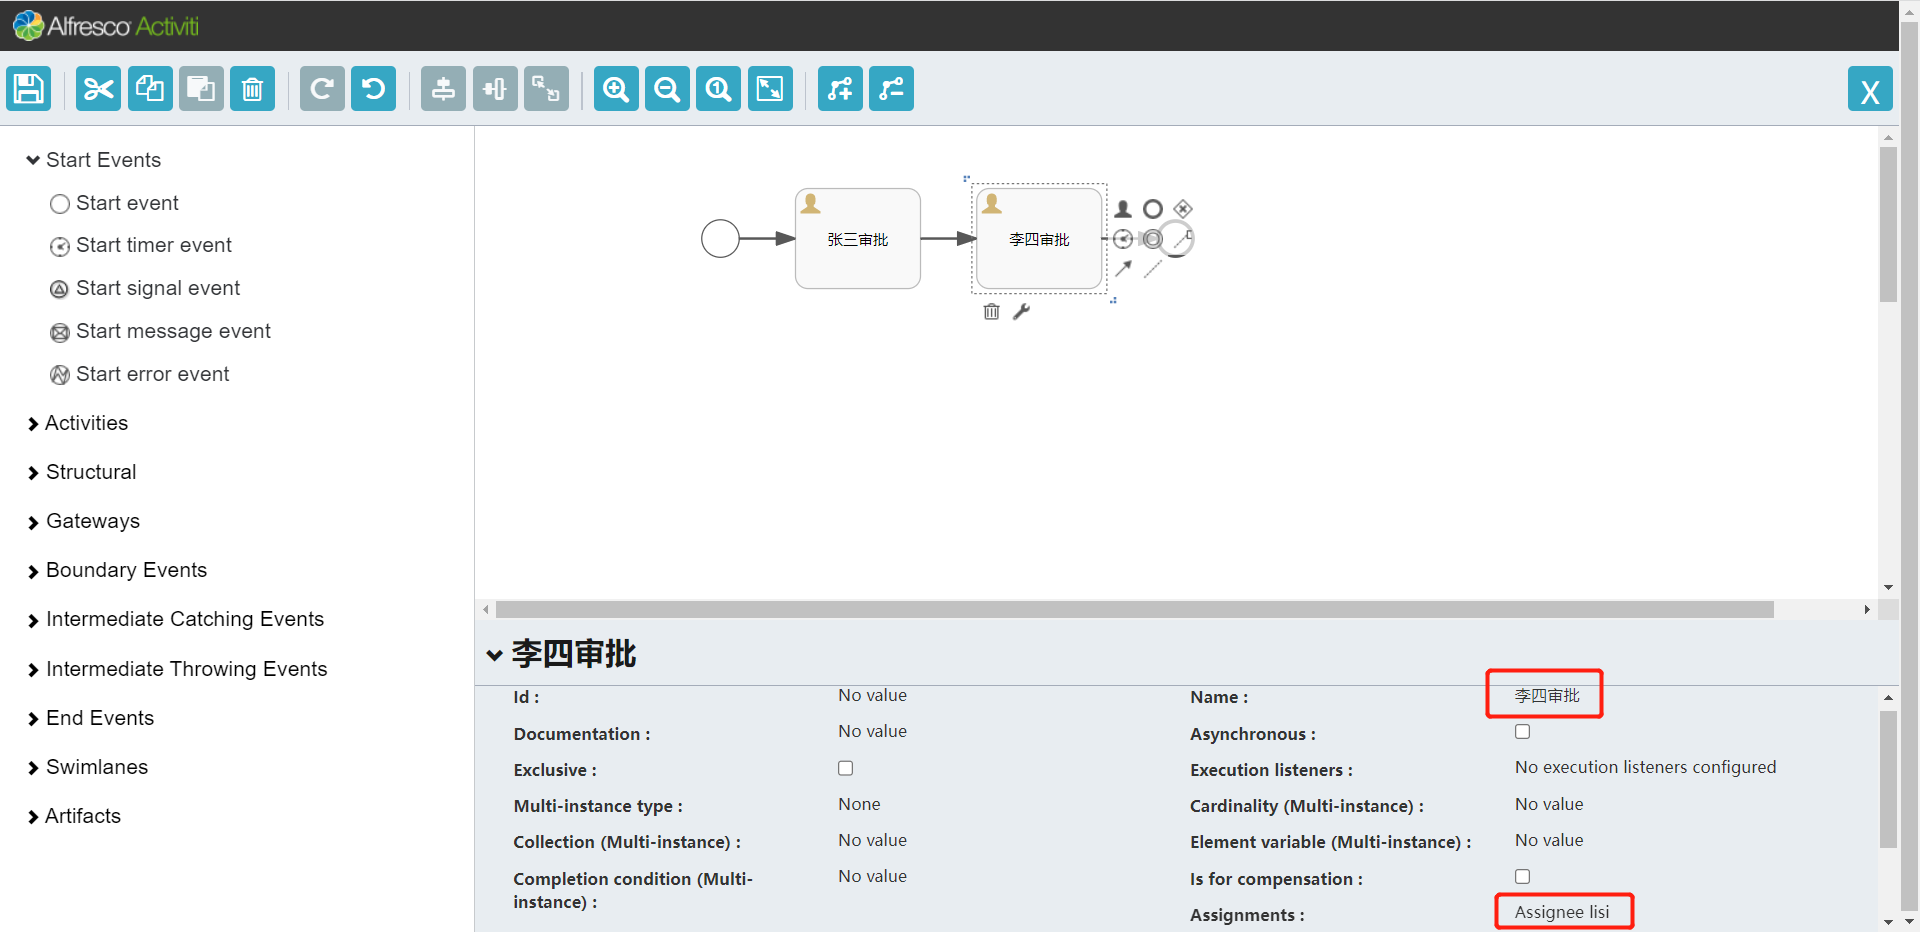 Alfresco Activiti
X
Start Events
Start event
Start timer event
Start signal event
Start message event
Start error event
Activities
Structural
Gateways
Boundary Events
Intermediate Catching Events
Intermediate Throwing Events
End Events
Swimlanes
Artifacts
张三审批
李四审批
李四审批
Id : No value
Name : 李四审批
Documentation : No value
Asynchronous :
Exclusive :
Execution listeners : No execution listeners configured
Multi-instance type : None
Cardinality (Multi-instance) : No value
Collection (Multi-instance) : No value
Element variable (Multi-instance) : No value
Completion condition (Multi-
instance) : No value
Is for compensation :
Assignments : Assignee lisi